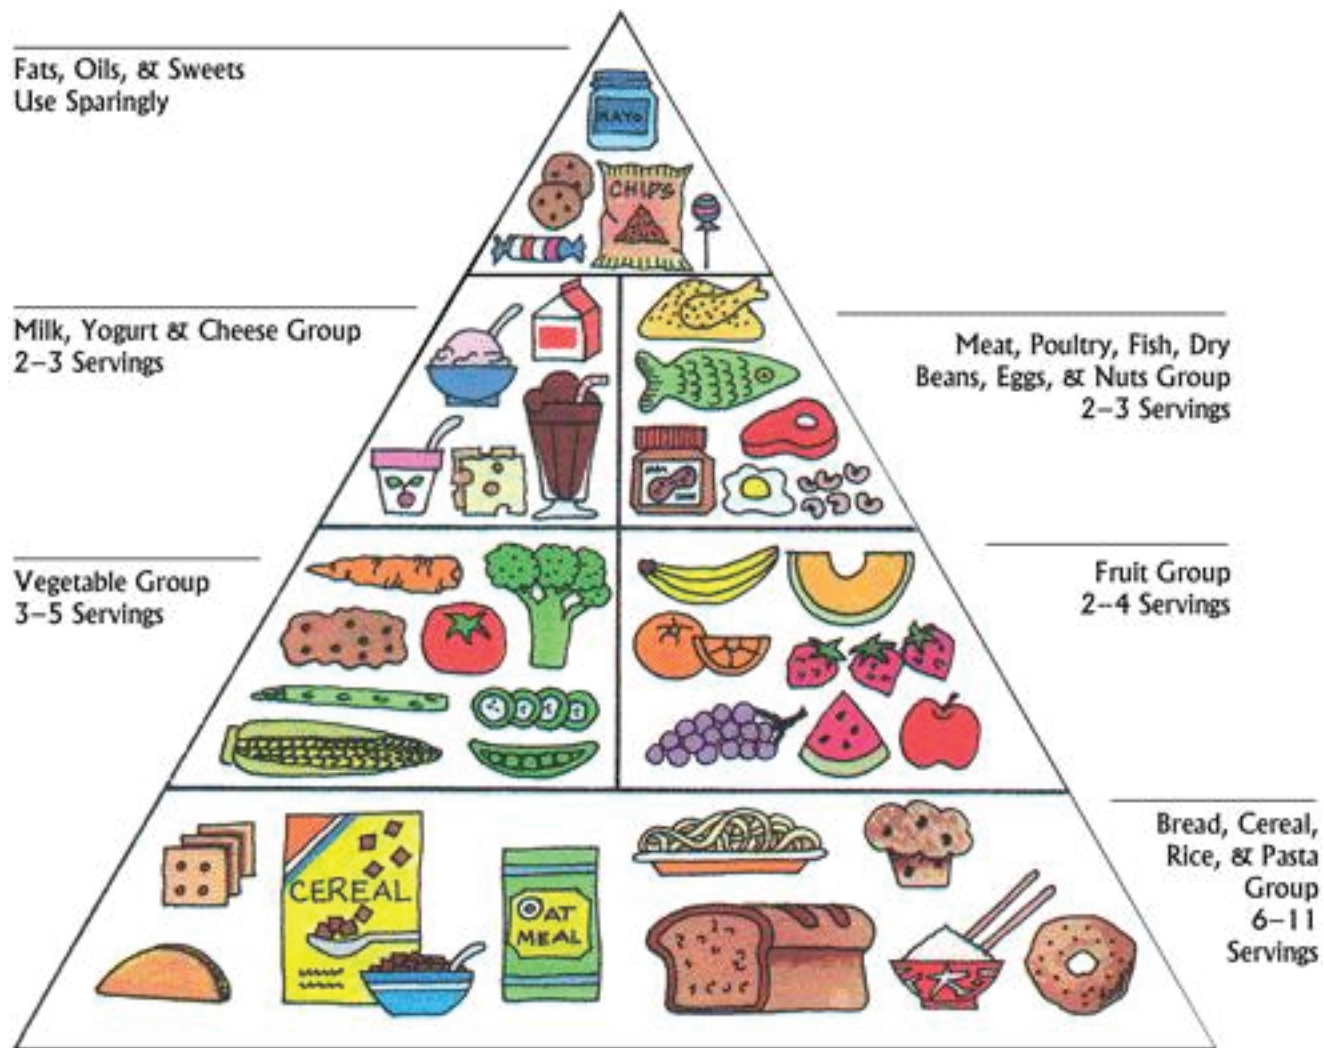 Fats, Oils, & Sweets
Use Sparingly
MAYO
CHIPS
Milk, Yogurt & Cheese Group
2–3 Servings
Meat, Poultry, Fish, Dry
Beans, Eggs, & Nuts Group
2–3 Servings
Vegetable Group
3–5 Servings
Fruit Group
2–4 Servings
Bread, Cereal,
Rice, & Pasta
Group
6–11
Servings
CEREAL
OAT
MEAL